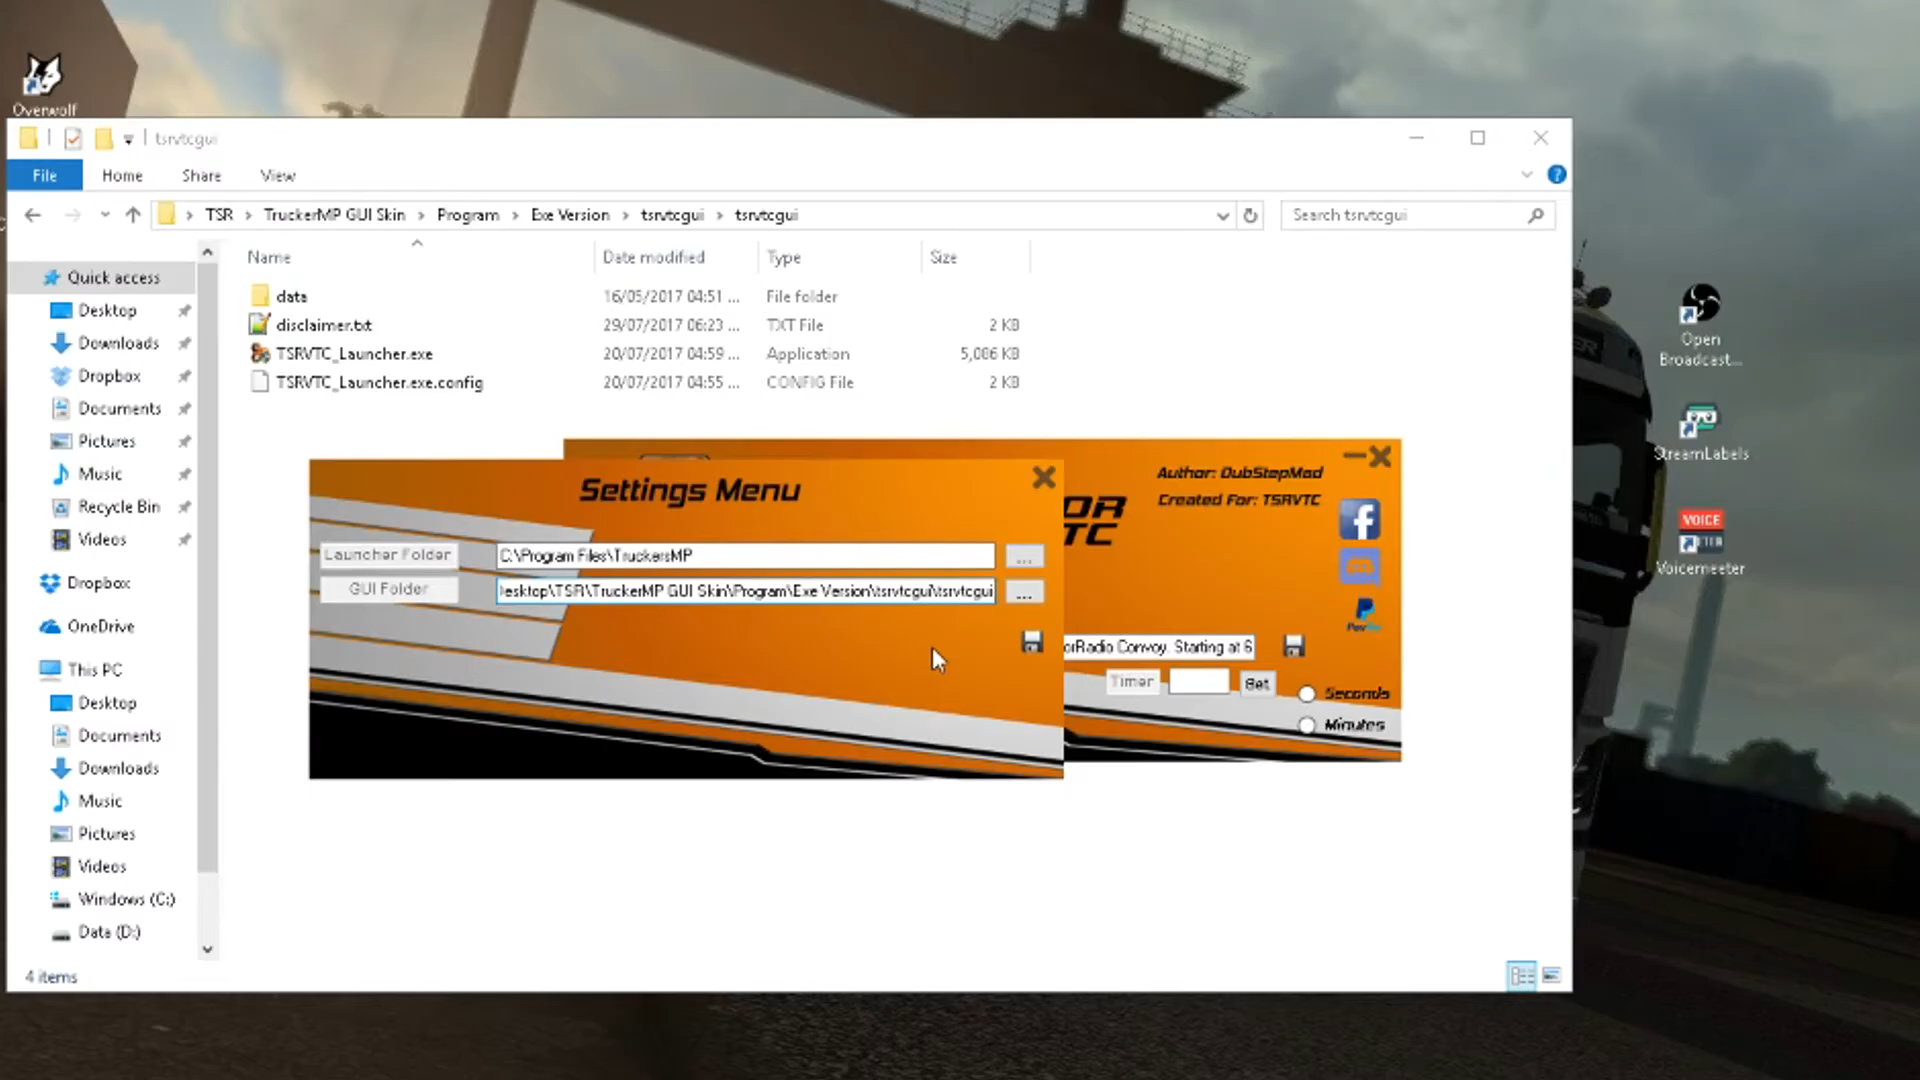 Overwolf
tsrvtcgui
File Home Share View
TSR > TruckerMP GUI Skin > Program > Exe Version > tsrvtcgui > tsrvtcgui
Search tsrvtcgui
Name Date modified Type Size
data 16/05/2017 04:51 ... File folder
disclaimer.txt 29/07/2017 06:23 ... TXT File 2 KB
TSRVTC_Launcher.exe 20/07/2017 04:59 ... Application 5,086 KB
TSRVTC_Launcher.exe.config 20/07/2017 04:55 ... CONFIG File 2 KB
Quick access
Desktop
Downloads
Dropbox
Documents
Pictures
Music
Recycle Bin
Videos
Dropbox
OneDrive
This PC
Desktop
Documents
Downloads
Music
Pictures
Videos
Windows (C:)
Data (D:)
4 items
Settings Menu
Launcher Folder C:\Program Files\TruckersMP ...
GUI Folder esktop\TSR\TruckerMP GUI Skin\Program\Exe Version\tsrvtcgui\tsrvtcgui ...
Author: DubStepMad
Created For: TSRVTC
OR
TC
orRadio Convoy. Starting at 6
Timer Set
Seconds
Minutes
PayPal
Open
Broadcast...
StreamLabels
VOICE
Voicemeeter